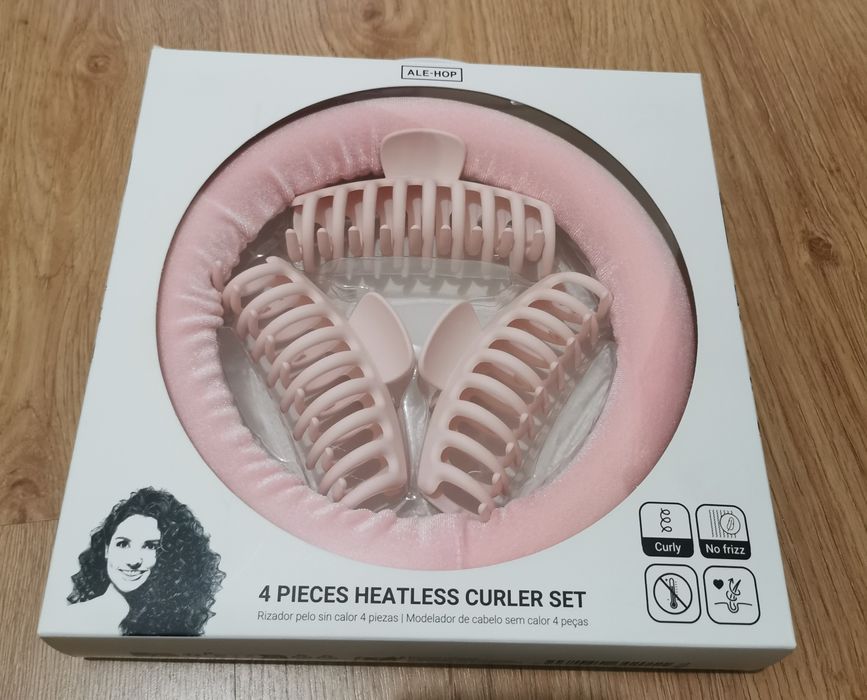 ALE-HOP
Curly
No frizz
4 PIECES HEATLESS CURLER SET
Rizador pelo sin calor 4 piezas | Modelador de cabelo sem calor 4 peças